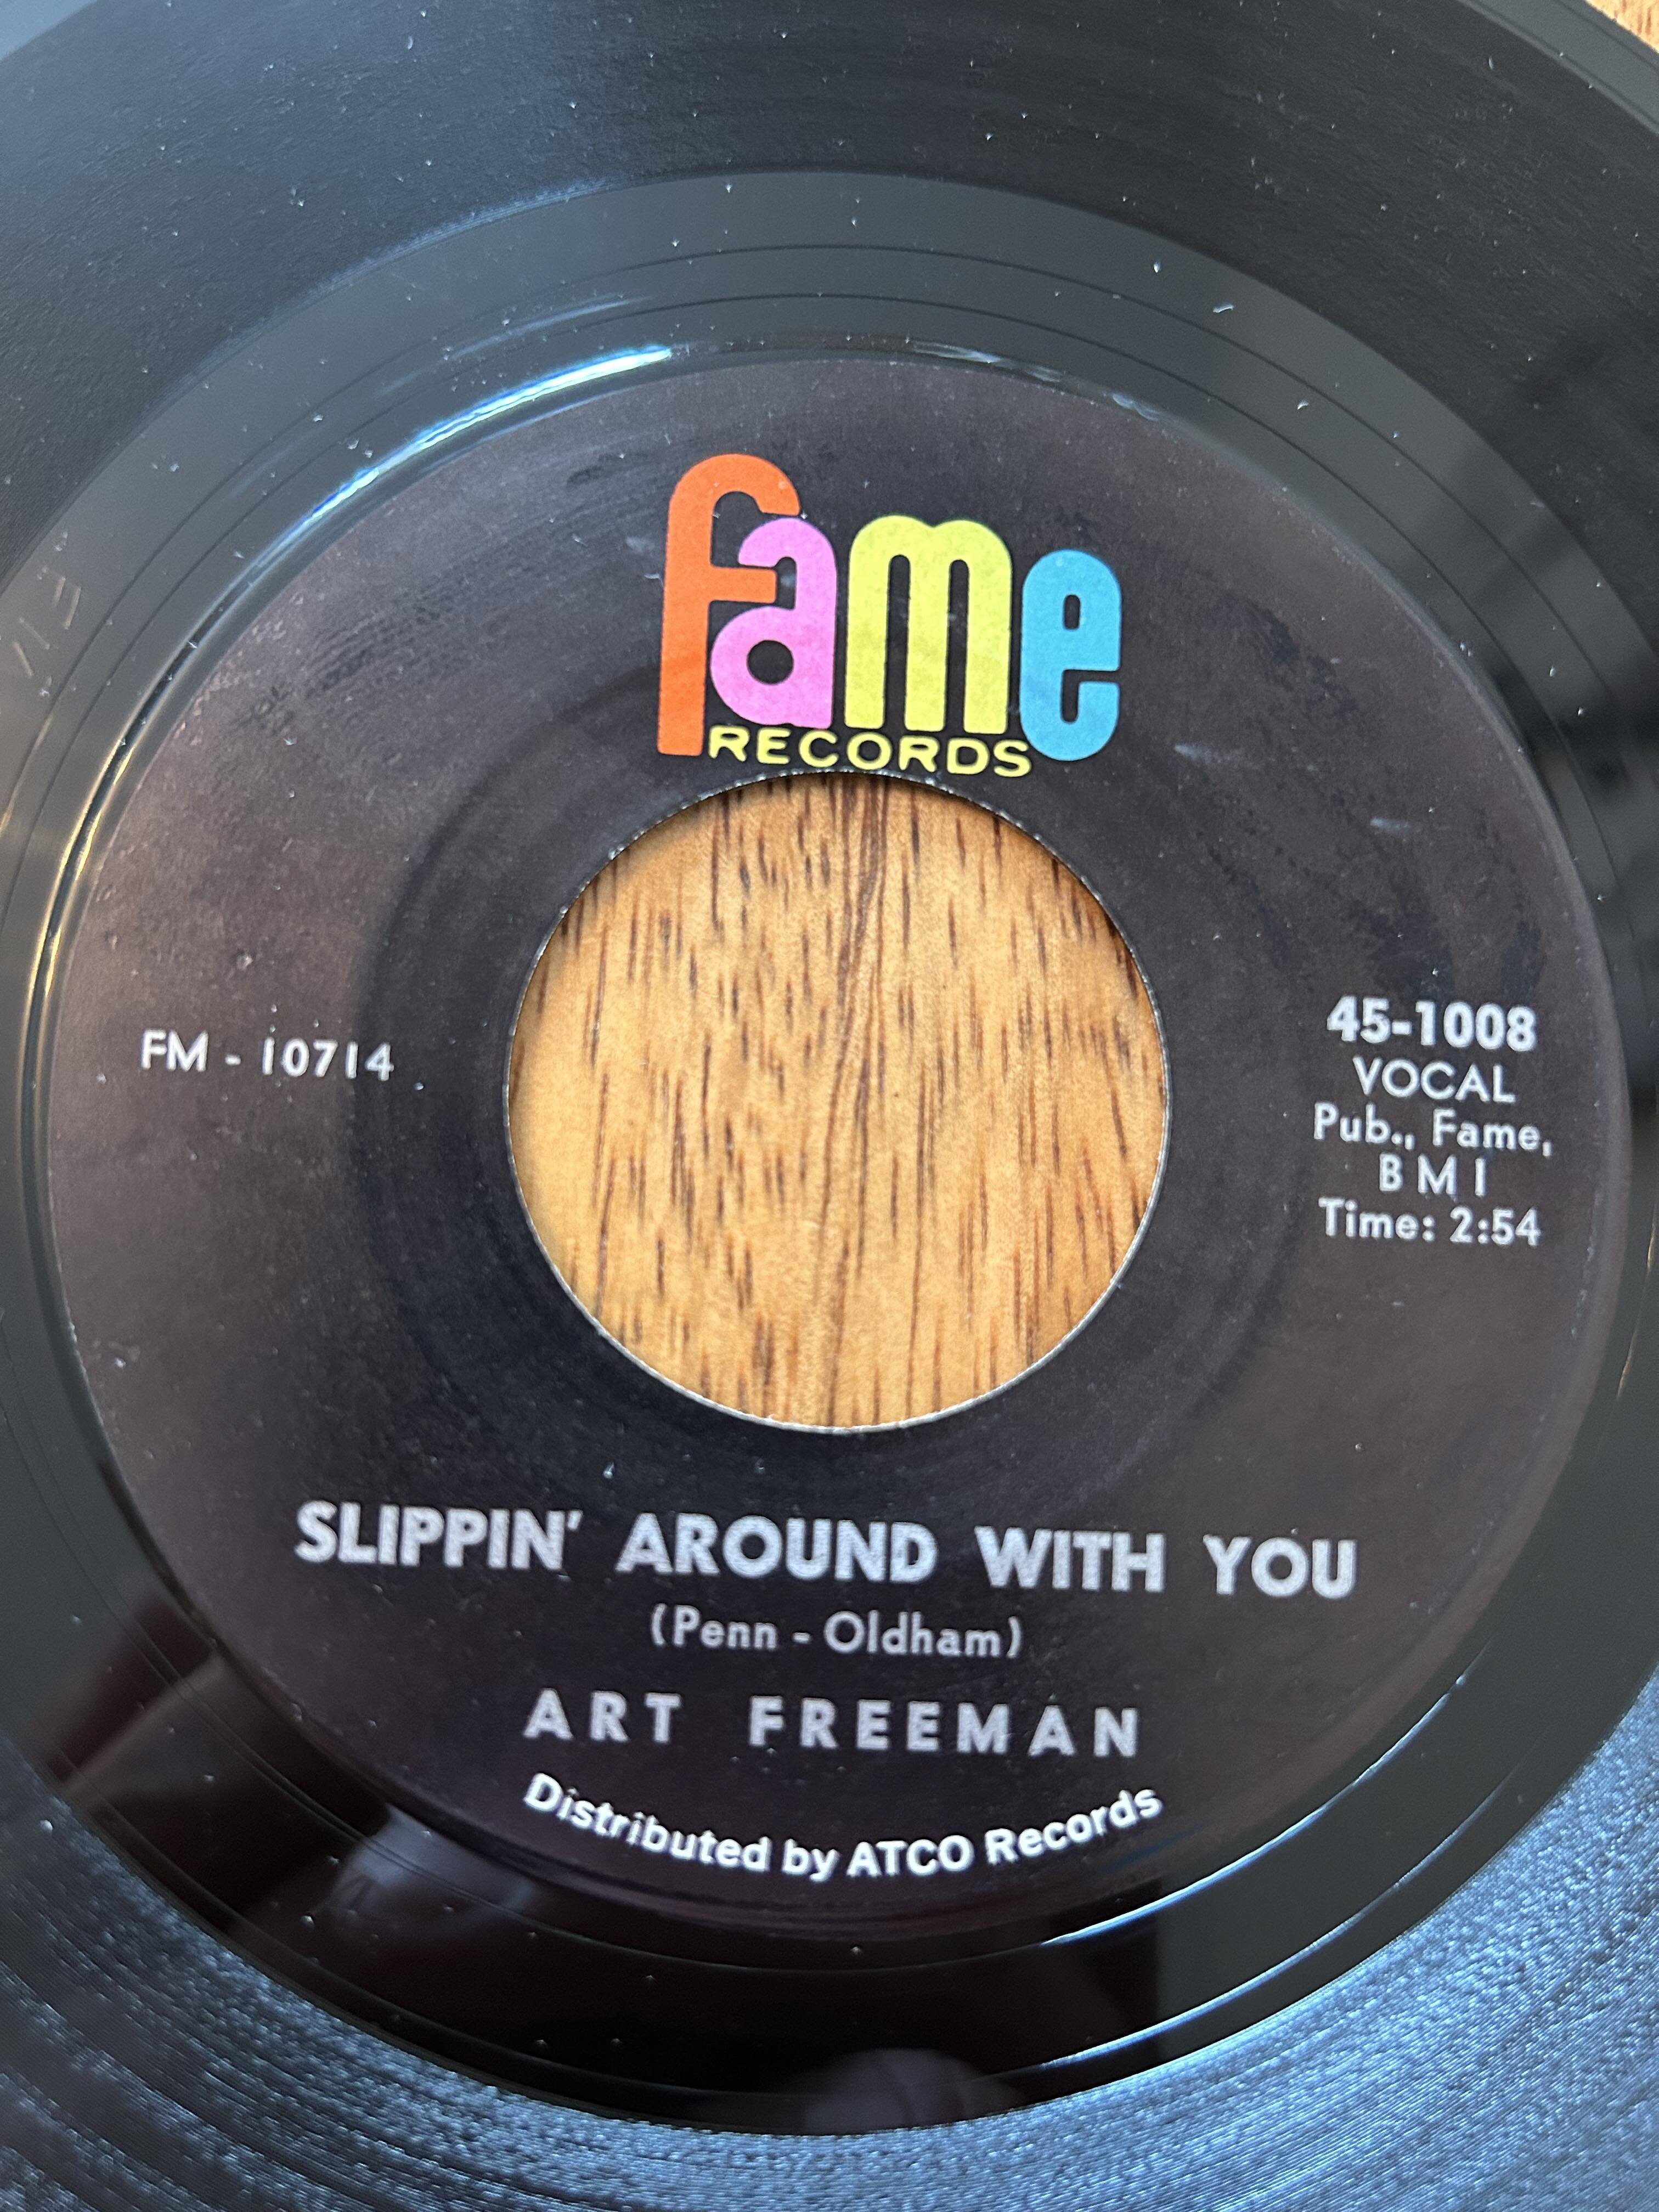 fame
RECORDS
FM - 10714
45-1008
VOCAL
Pub., Fame,
BMI
Time: 2:54
SLIPPIN' AROUND WITH YOU
(Penn - Oldham)
ART FREEMAN
Distributed by ATCO Records